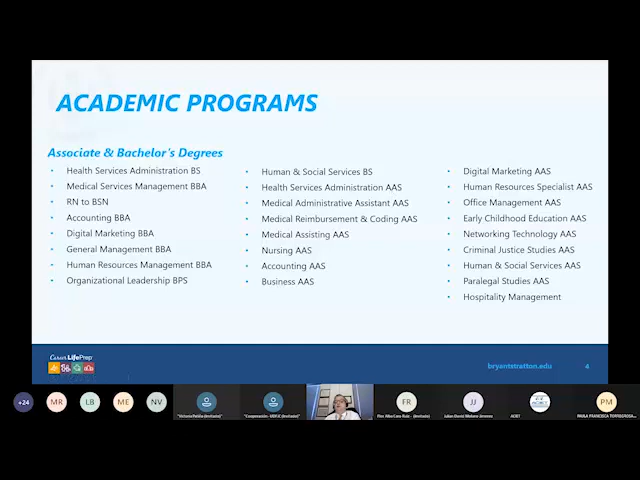 ACADEMIC PROGRAMS
Associate & Bachelor's Degrees
• Health Services Administration BS
• Medical Services Management BBA
• RN to BSN
• Accounting BBA
• Digital Marketing BBA
• General Management BBA
• Human Resources Management BBA
• Organizational Leadership BPS
• Human & Social Services BS
• Health Services Administration AAS
• Medical Administrative Assistant AAS
• Medical Reimbursement & Coding AAS
• Medical Assisting AAS
• Nursing AAS
• Accounting AAS
• Business AAS
• Digital Marketing AAS
• Human Resources Specialist AAS
• Office Management AAS
• Early Childhood Education AAS
• Networking Technology AAS
• Criminal Justice Studies AAS
• Human & Social Services AAS
• Paralegal Studies AAS
• Hospitality Management
Career LifePrep
bryantstratton.edu
4
+24
MR
LB
ME
NV
FR
JJ
ACIET
PM